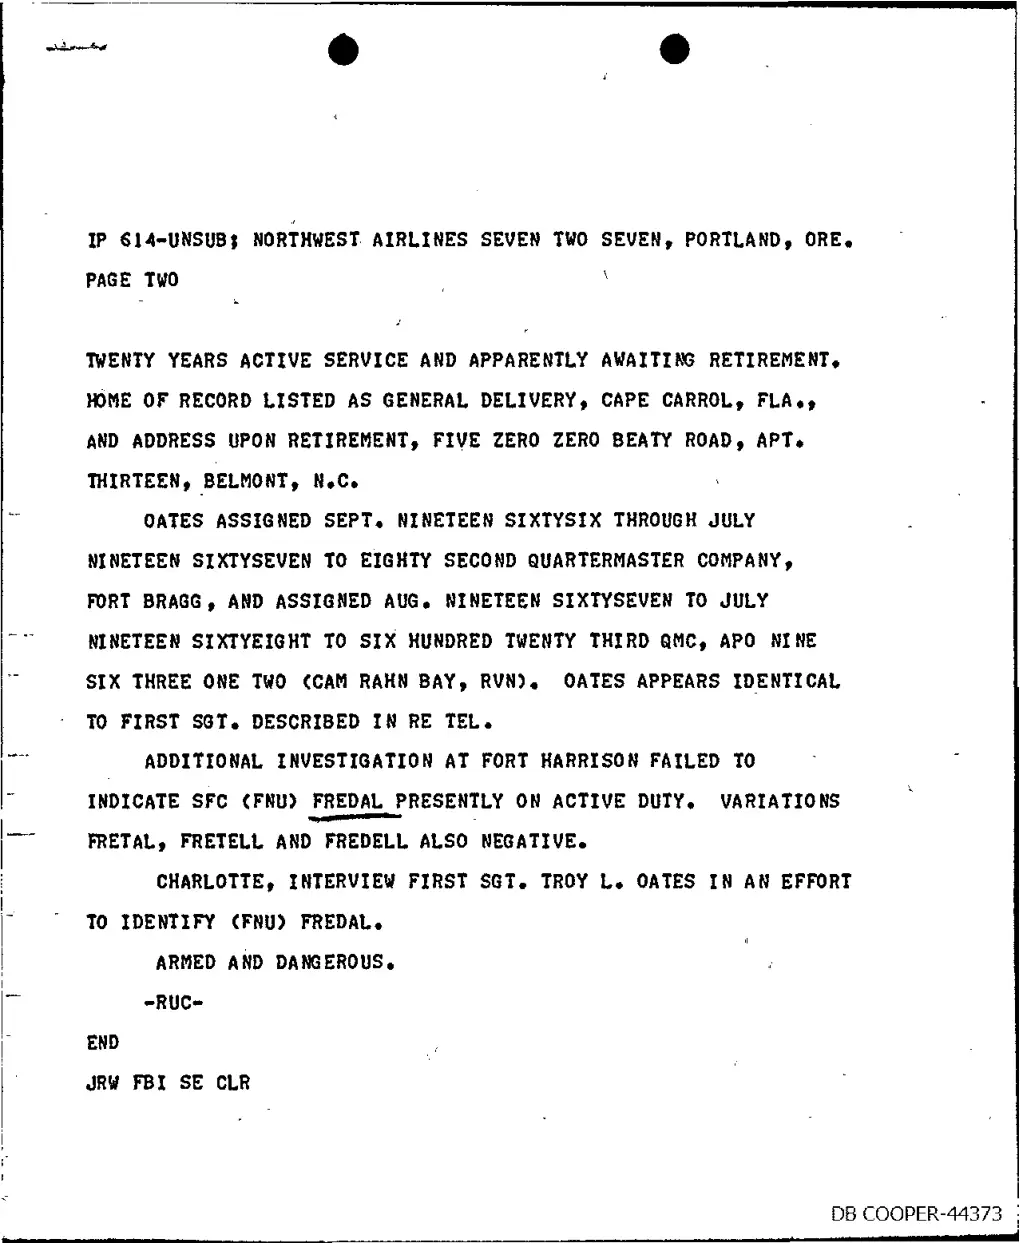 IP 614-UNSUB; NORTHWEST AIRLINES SEVEN TWO SEVEN, PORTLAND, ORE.
PAGE TWO
TWENTY YEARS ACTIVE SERVICE AND APPARENTLY AWAITING RETIREMENT.
HOME OF RECORD LISTED AS GENERAL DELIVERY, CAPE CARROL, FLA.,
AND ADDRESS UPON RETIREMENT, FIVE ZERO ZERO BEATY ROAD, APT.
THIRTEEN, BELMONT, N.C.
OATES ASSIGNED SEPT. NINETEEN SIXTYSIX THROUGH JULY
NINETEEN SIXTYSEVEN TO EIGHTY SECOND QUARTERMASTER COMPANY,
FORT BRAGG, AND ASSIGNED AUG. NINETEEN SIXTYSEVEN TO JULY
NINETEEN SIXTYEIGHT TO SIX HUNDRED TWENTY THIRD QMC, APO NINE
SIX THREE ONE TWO (CAM RAHN BAY, RVN). OATES APPEARS IDENTICAL
TO FIRST SGT. DESCRIBED IN RE TEL.
ADDITIONAL INVESTIGATION AT FORT HARRISON FAILED TO
INDICATE SFC (FNU) FREDAL PRESENTLY ON ACTIVE DUTY. VARIATIONS
FRETAL, FRETELL AND FREDELL ALSO NEGATIVE.
CHARLOTTE, INTERVIEW FIRST SGT. TROY L. OATES IN AN EFFORT
TO IDENTIFY (FNU) FREDAL.
ARMED AND DANGEROUS.
-RUC-
END
JRW FBI SE CLR
DB COOPER-44373